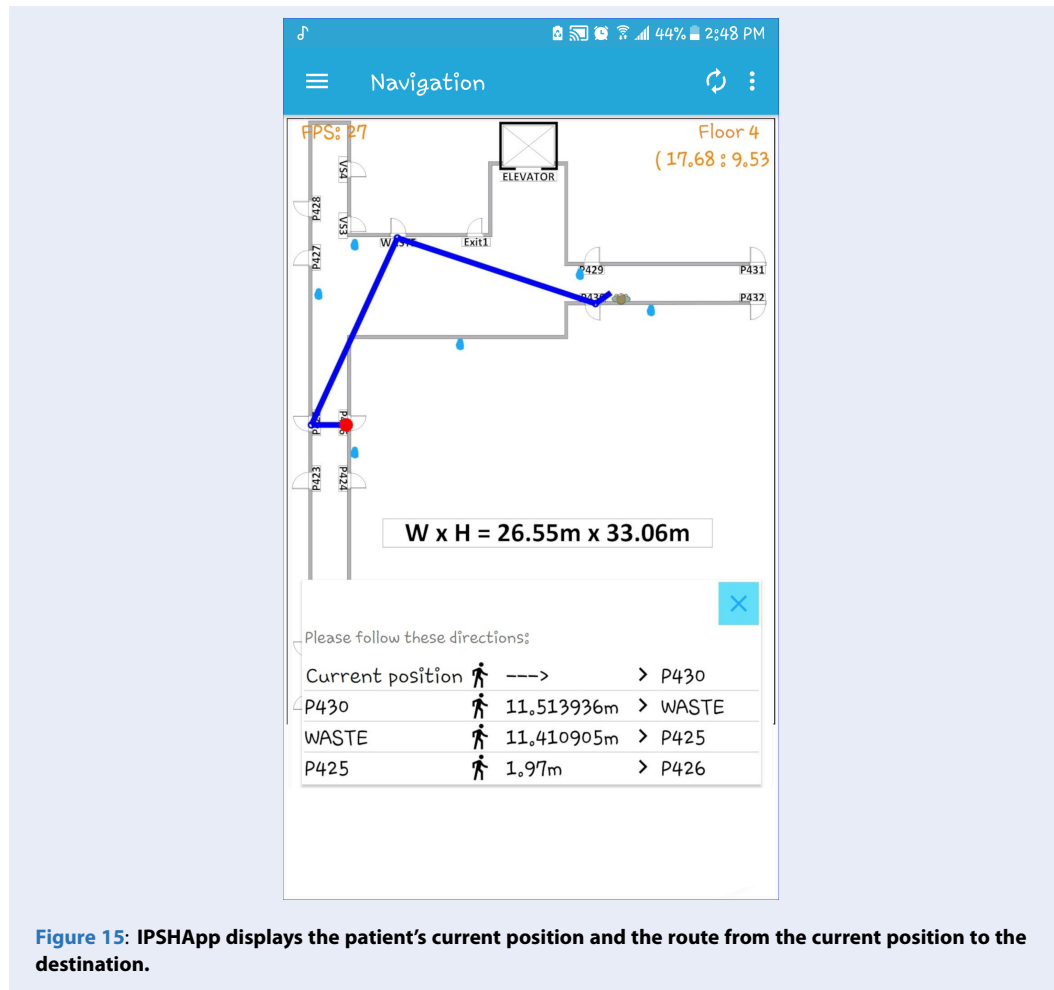 44% 2:48 PM
Navigation
FPS: 27
Floor 4
( 17.68 : 9.53
VS4
ELEVATOR
P428
VS3
Exit1
P427
P429
P431
P432
P423
P424
W x H = 26.55m x 33.06m
Please follow these directions:
Current position ---> > P430
P430 11.513936m > WASTE
WASTE 11.410905m > P425
P425 1.97m > P426
Figure 15: IPSHApp displays the patient's current position and the route from the current position to the
destination.